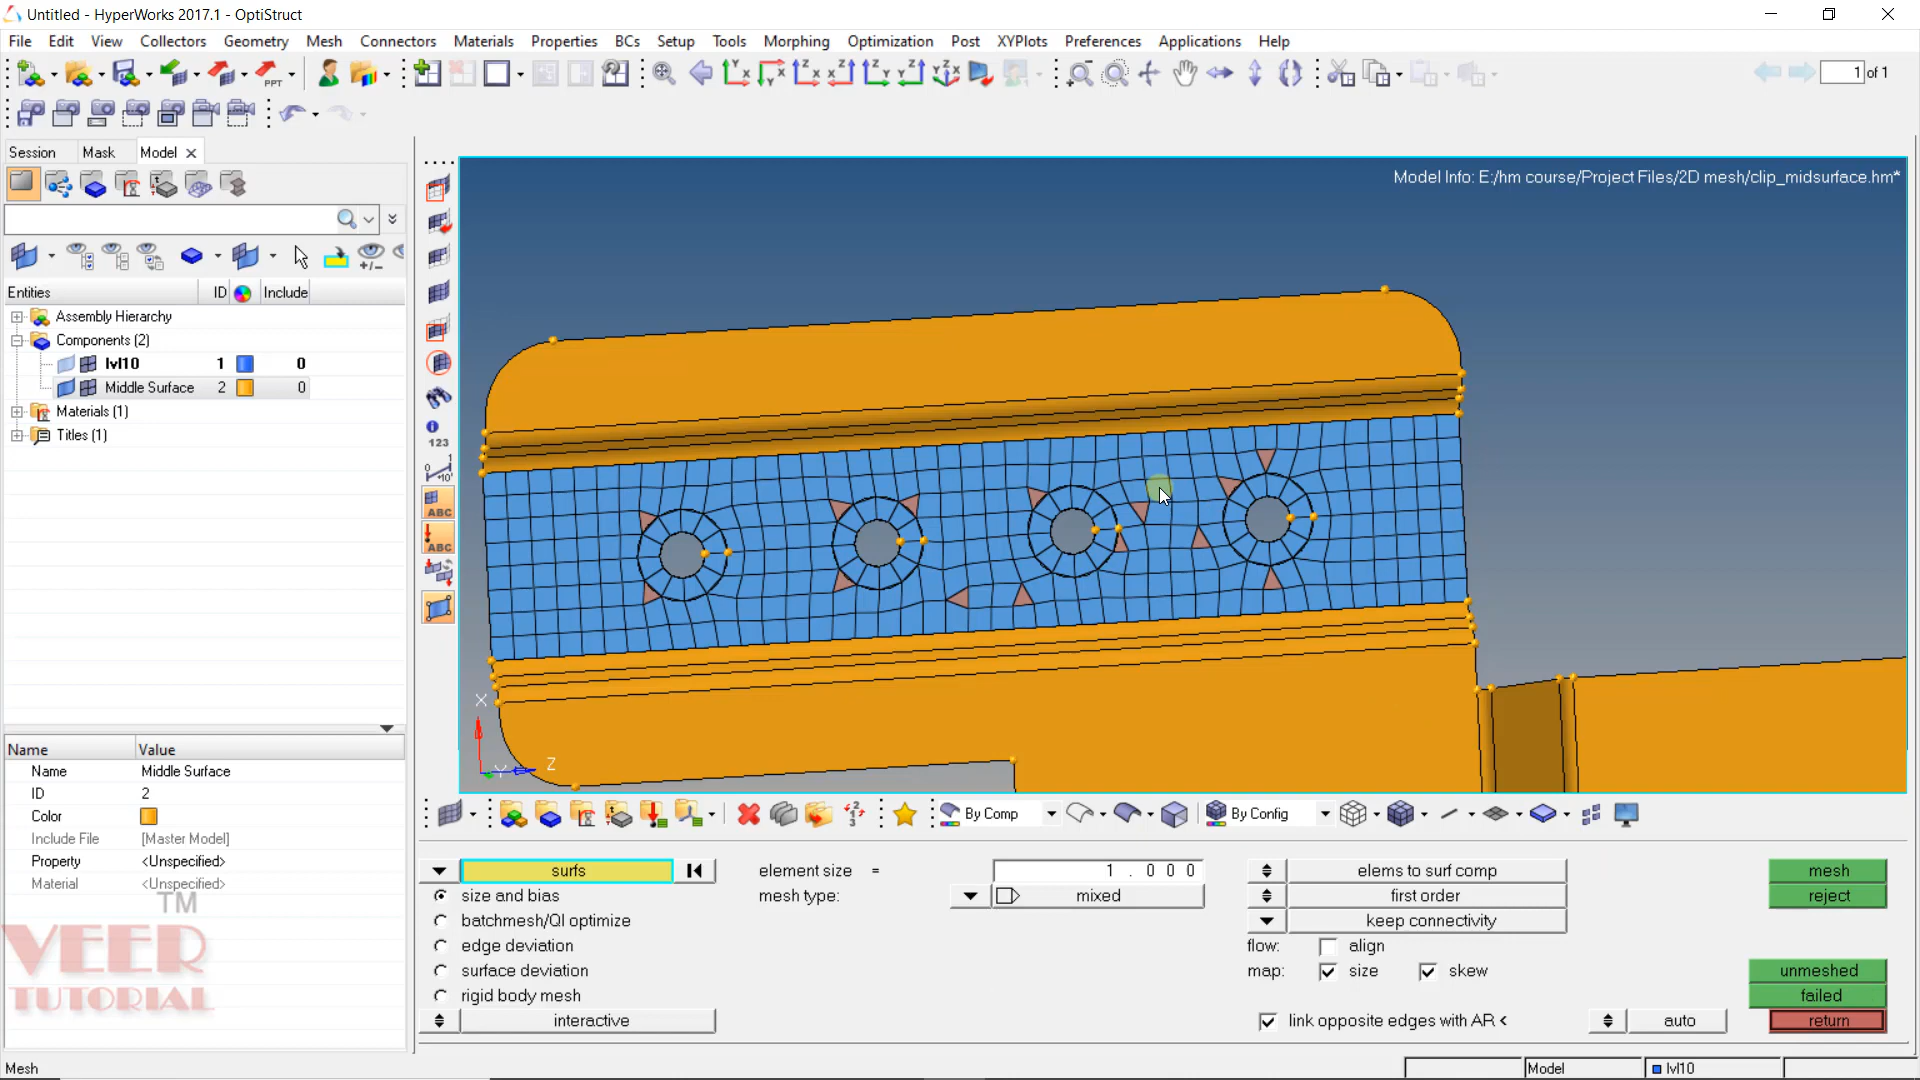 Untitled - HyperWorks 2017.1 - OptiStruct
File Edit View Collectors Geometry Mesh Connectors Materials Properties BCs Setup Tools Morphing Optimization Post XYPlots Preferences Applications Help
1 of 1
Session Mask Model
Model Info: E:/hm course/Project Files/2D mesh/clip_midsurface.hm*
Entities ID Include
Assembly Hierarchy
Components (2)
lvl10 1 0
Middle Surface 2 0
Materials (1)
Titles (1)
123
ABC
ABC
X
Y
Z
Name Value
Name Middle Surface
ID 2
Color
Include File [Master Model]
Property <Unspecified>
Material <Unspecified>
TM
VEER
TUTORIAL
By Comp By Config
surfs element size = 1.000 elems to surf comp mesh
size and bias mesh type: mixed first order reject
batchmesh/QI optimize keep connectivity
edge deviation flow: align
surface deviation map: size skew unmeshed
rigid body mesh failed
interactive link opposite edges with AR < auto return
Mesh Model lvl10